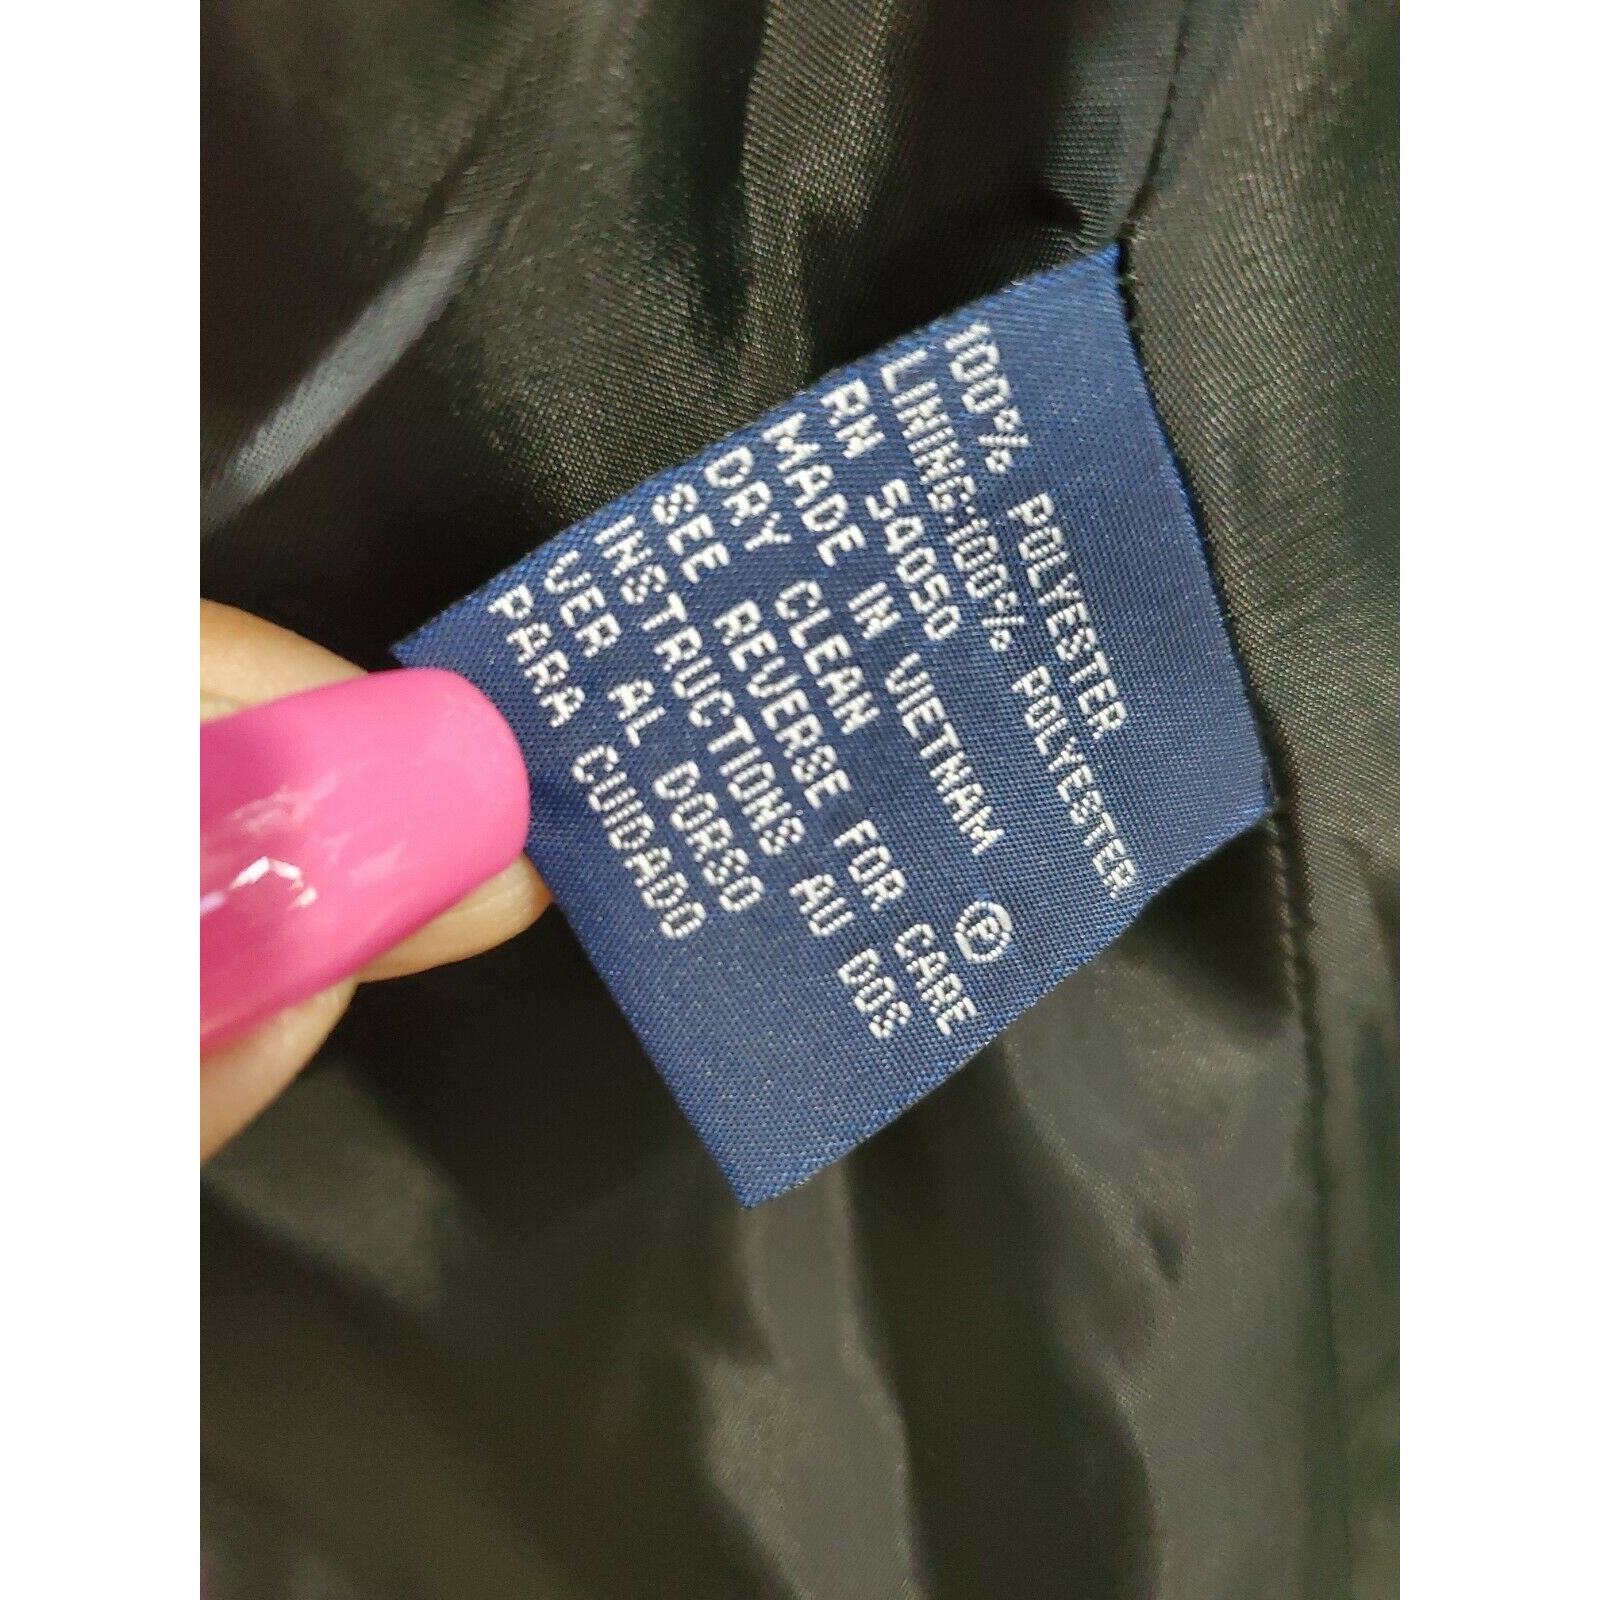 100% POLYESTER
LINING:100% POLYESTER
RN 54050
MADE IN VIETNAM
DRY CLEAN Ⓟ
SEE REVERSE FOR CARE
INSTRUCTIONS AU DOS
VER AL DORSO
PARA CUIDADO